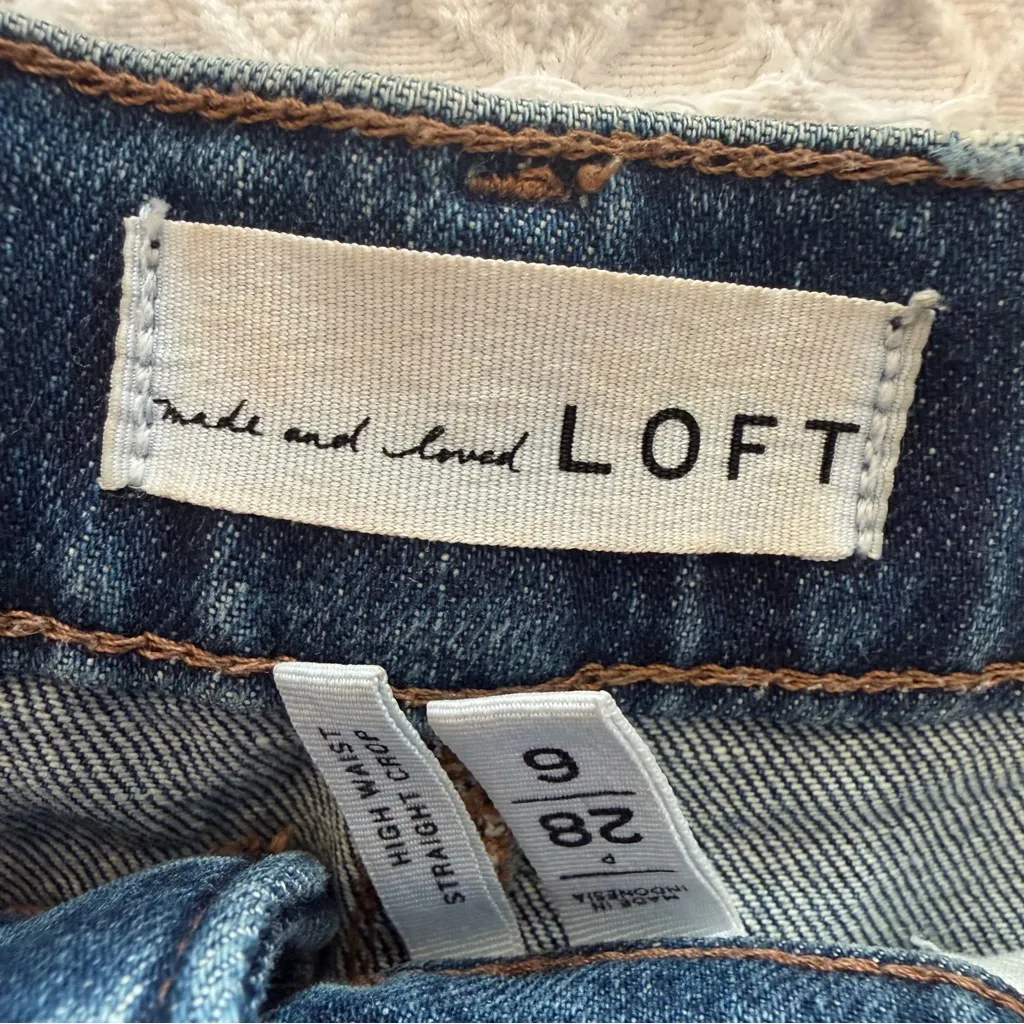 made and loved LOFT
HIGH WAIST
STRAIGHT CROP
6
28
MADE IN
INDONESIA